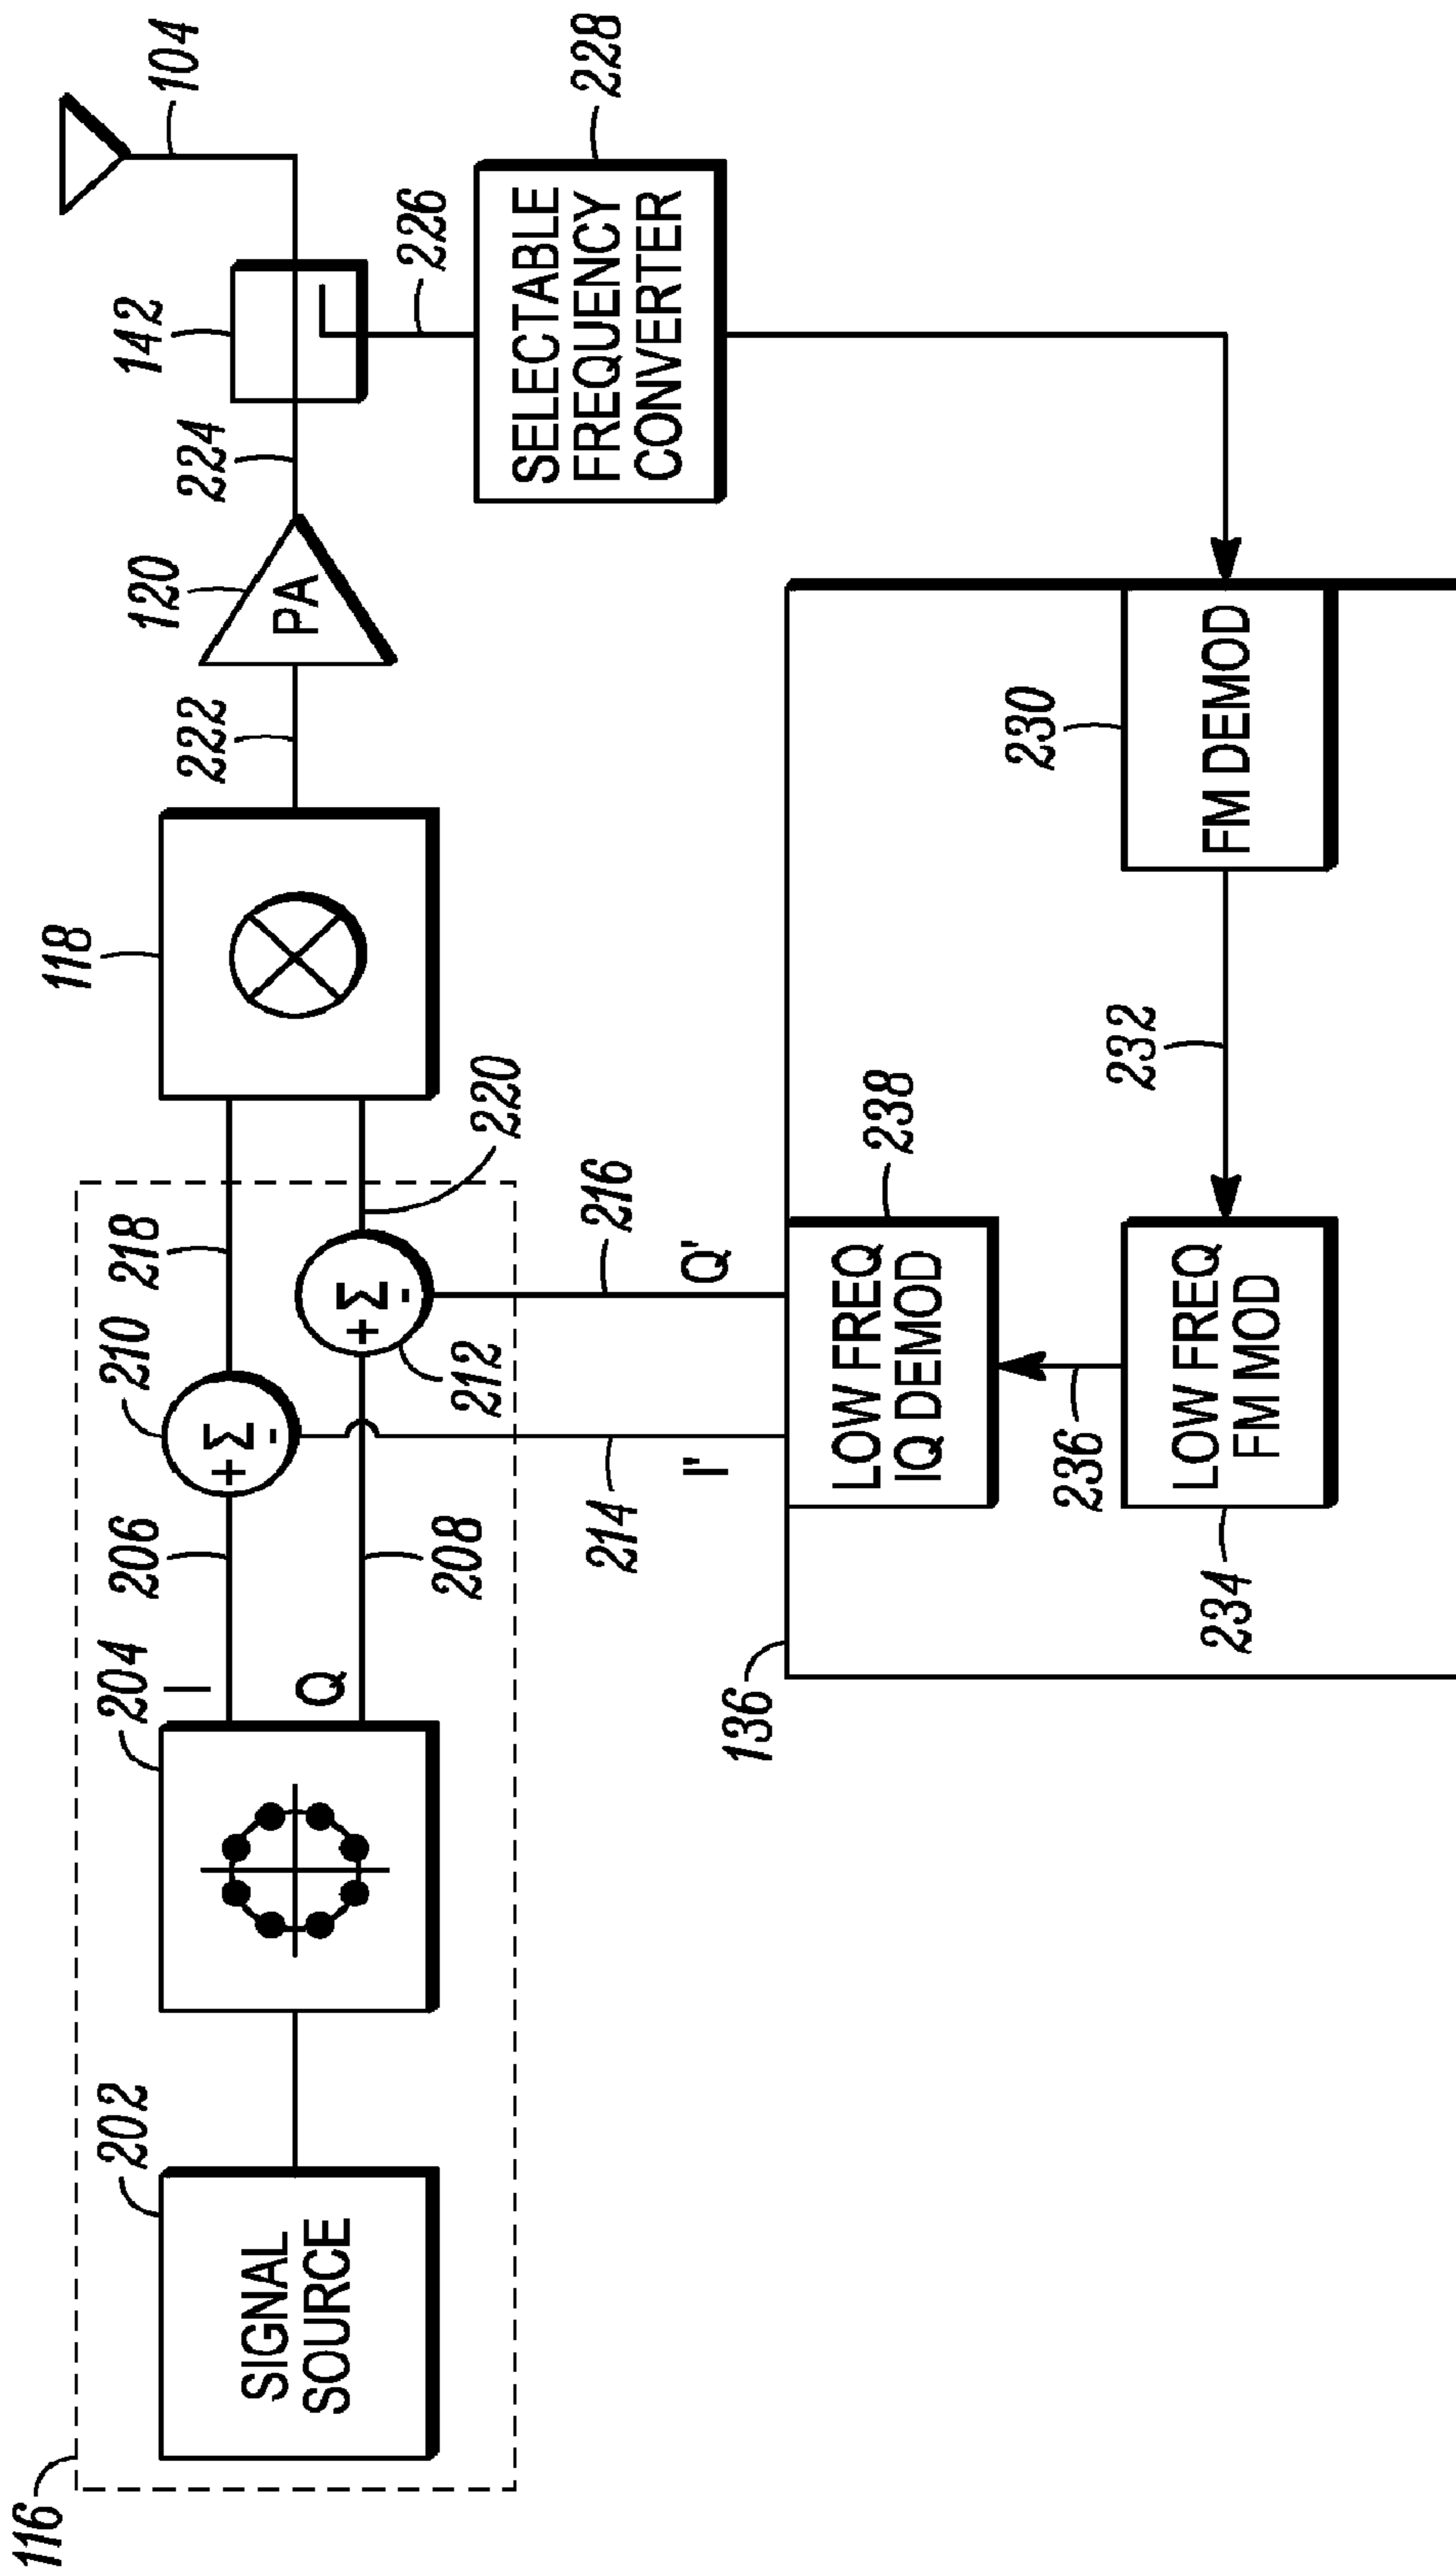 116
202
SIGNAL
SOURCE
204
I
Q
206
208
210
+ Σ -
212
+ Σ -
218
220
214
I'
216
Q'
118
222
120
PA
224
142
104
226
228
SELECTABLE
FREQUENCY
CONVERTER
136
238
LOW FREQ
IQ DEMOD
236
234
LOW FREQ
FM MOD
232
230
FM DEMOD